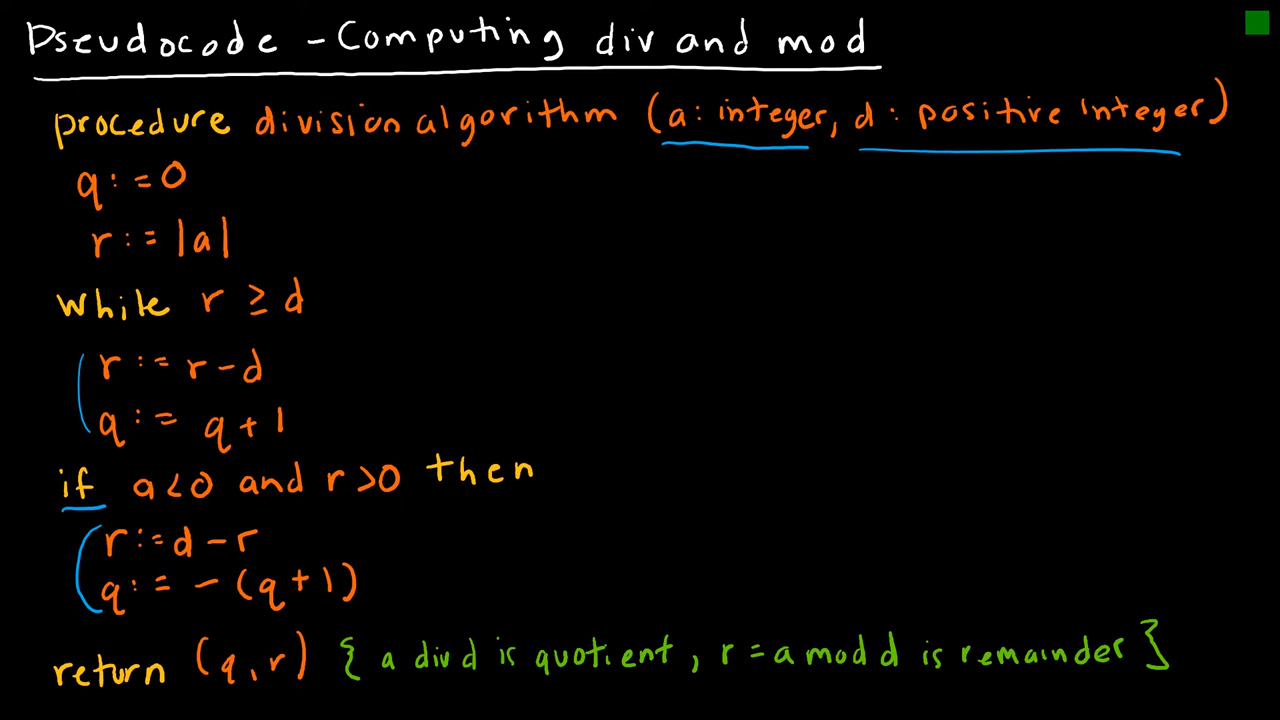 Pseudocode - Computing div and mod
procedure division algorithm (a: integer, d: positive integer)
q := 0
r := |a|
while r ≥ d
r := r - d
q := q + 1
if a < 0 and r > 0 then
r := d - r
q := - (q + 1)
return (q, r) {a div d is quotient, r = a mod d is remainder}